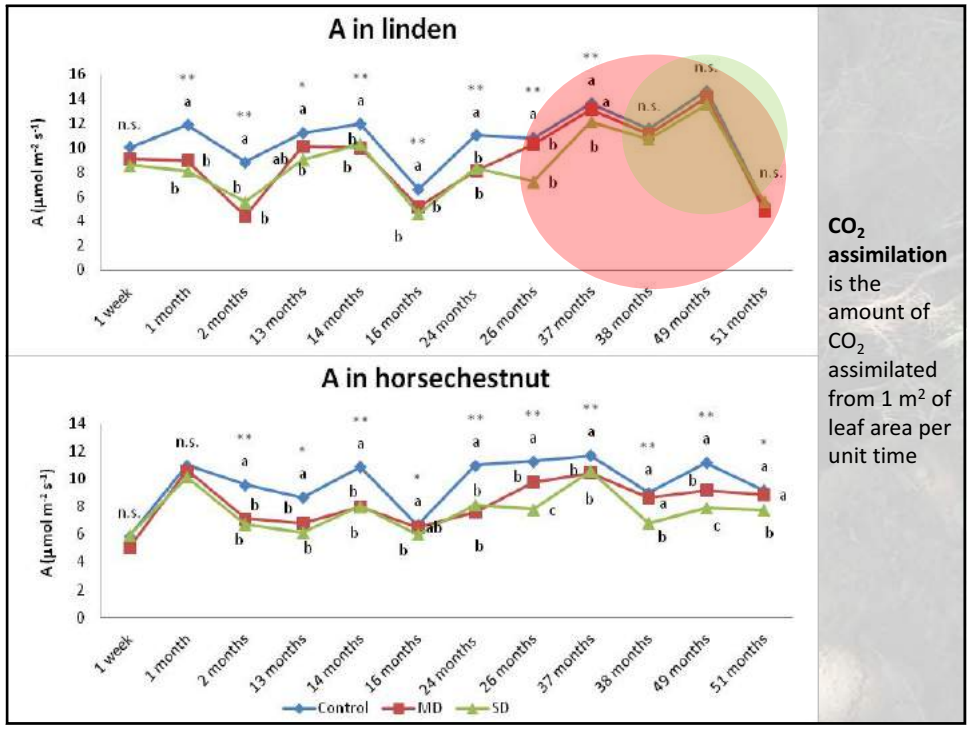 A in linden
A (µmol m⁻² s⁻¹)
16
14
12
10
8
6
4
2
0
n.s. ** ** * ** ** ** ** ** n.s. n.s. n.s.
a a a a a a a a
b b ab b b b b b a
b b b b b b b b
1 week
1 month
2 months
13 months
14 months
16 months
24 months
26 months
37 months
38 months
49 months
51 months
CO₂
assimilation
is the
amount of
CO₂
assimilated
from 1 m² of
leaf area per
unit time
A in horsechestnut
A (µmol m⁻² s⁻¹)
14
12
10
8
6
4
2
0
n.s. n.s. ** * ** * ** ** ** ** ** *
a a a a a a a a a a
b b b ab b b b a b a
b b b b b c b b c b
1 week
1 month
2 months
13 months
14 months
16 months
24 months
26 months
37 months
38 months
49 months
51 months
Control MD SD